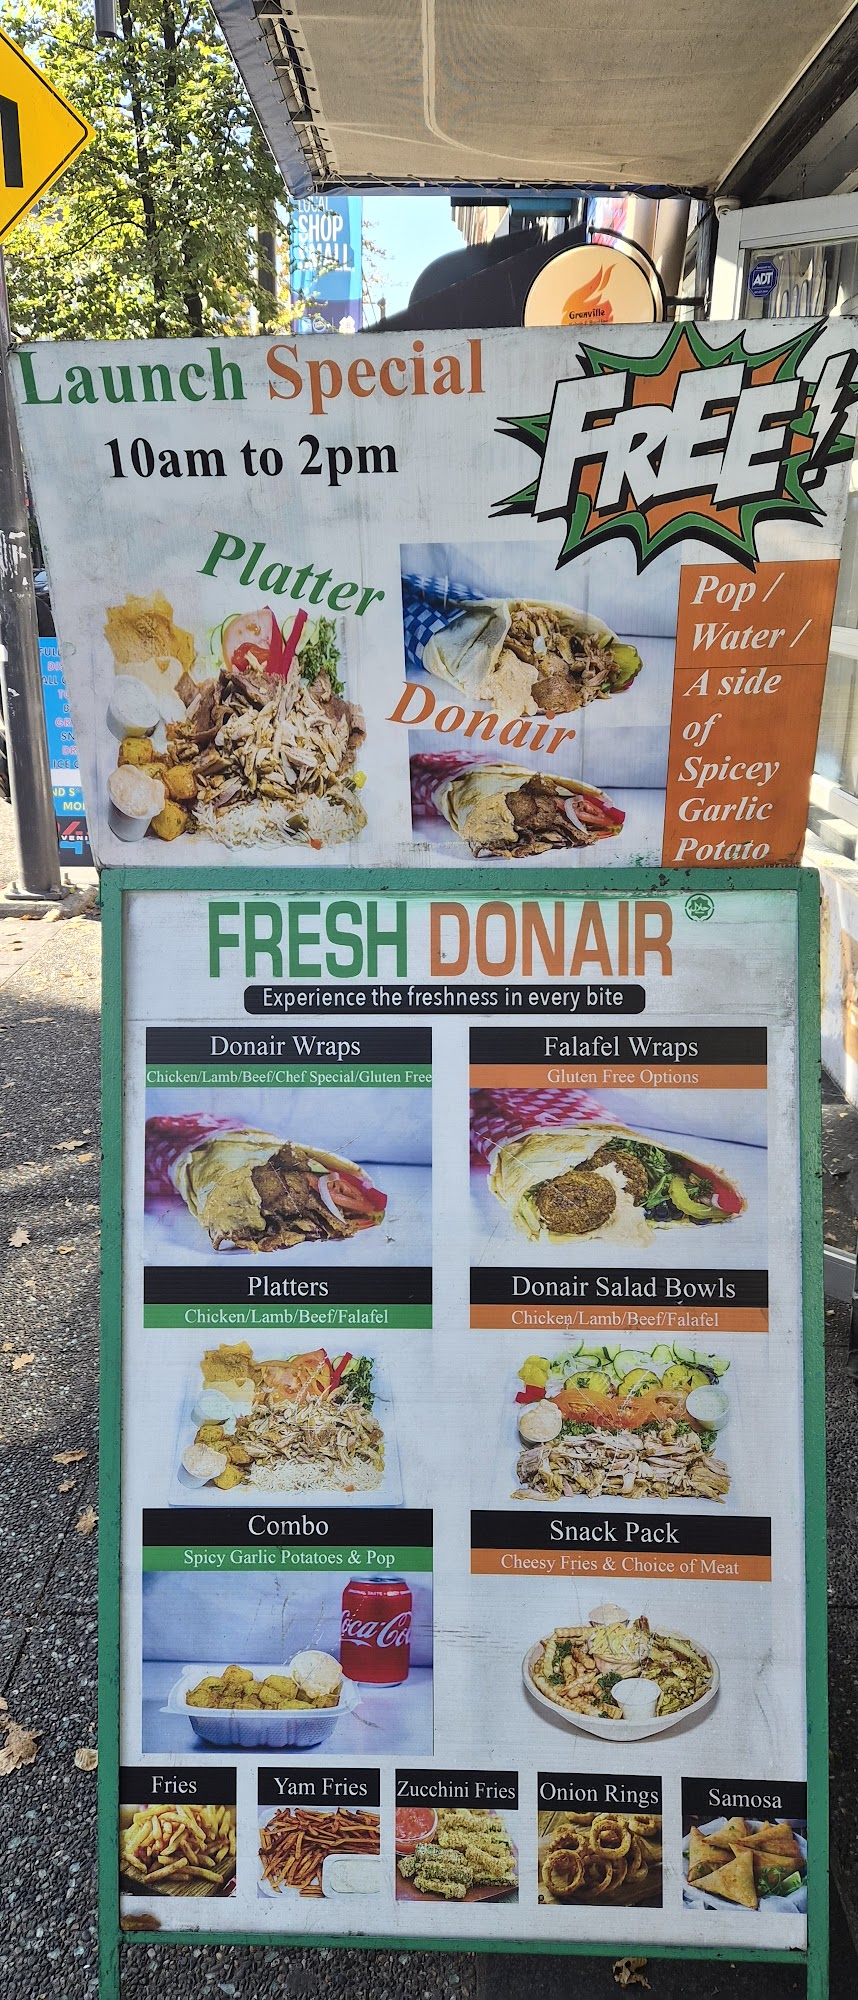 LOCAL
SHOP
SMALL
ADT
Granville
Launch Special
FREE!
10am to 2pm
Platter
Donair
Pop /
Water /
A side
of
Spicey
Garlic
Potato
FRESH DONAIR
Experience the freshness in every bite
Donair Wraps
Chicken/Lamb/Beef/Chef Special/Gluten Free
Falafel Wraps
Gluten Free Options
Platters
Chicken/Lamb/Beef/Falafel
Donair Salad Bowls
Chicken/Lamb/Beef/Falafel
Combo
Spicy Garlic Potatoes & Pop
Snack Pack
Cheesy Fries & Choice of Meat
Coca-Co
Fries
Yam Fries
Zucchini Fries
Onion Rings
Samosa